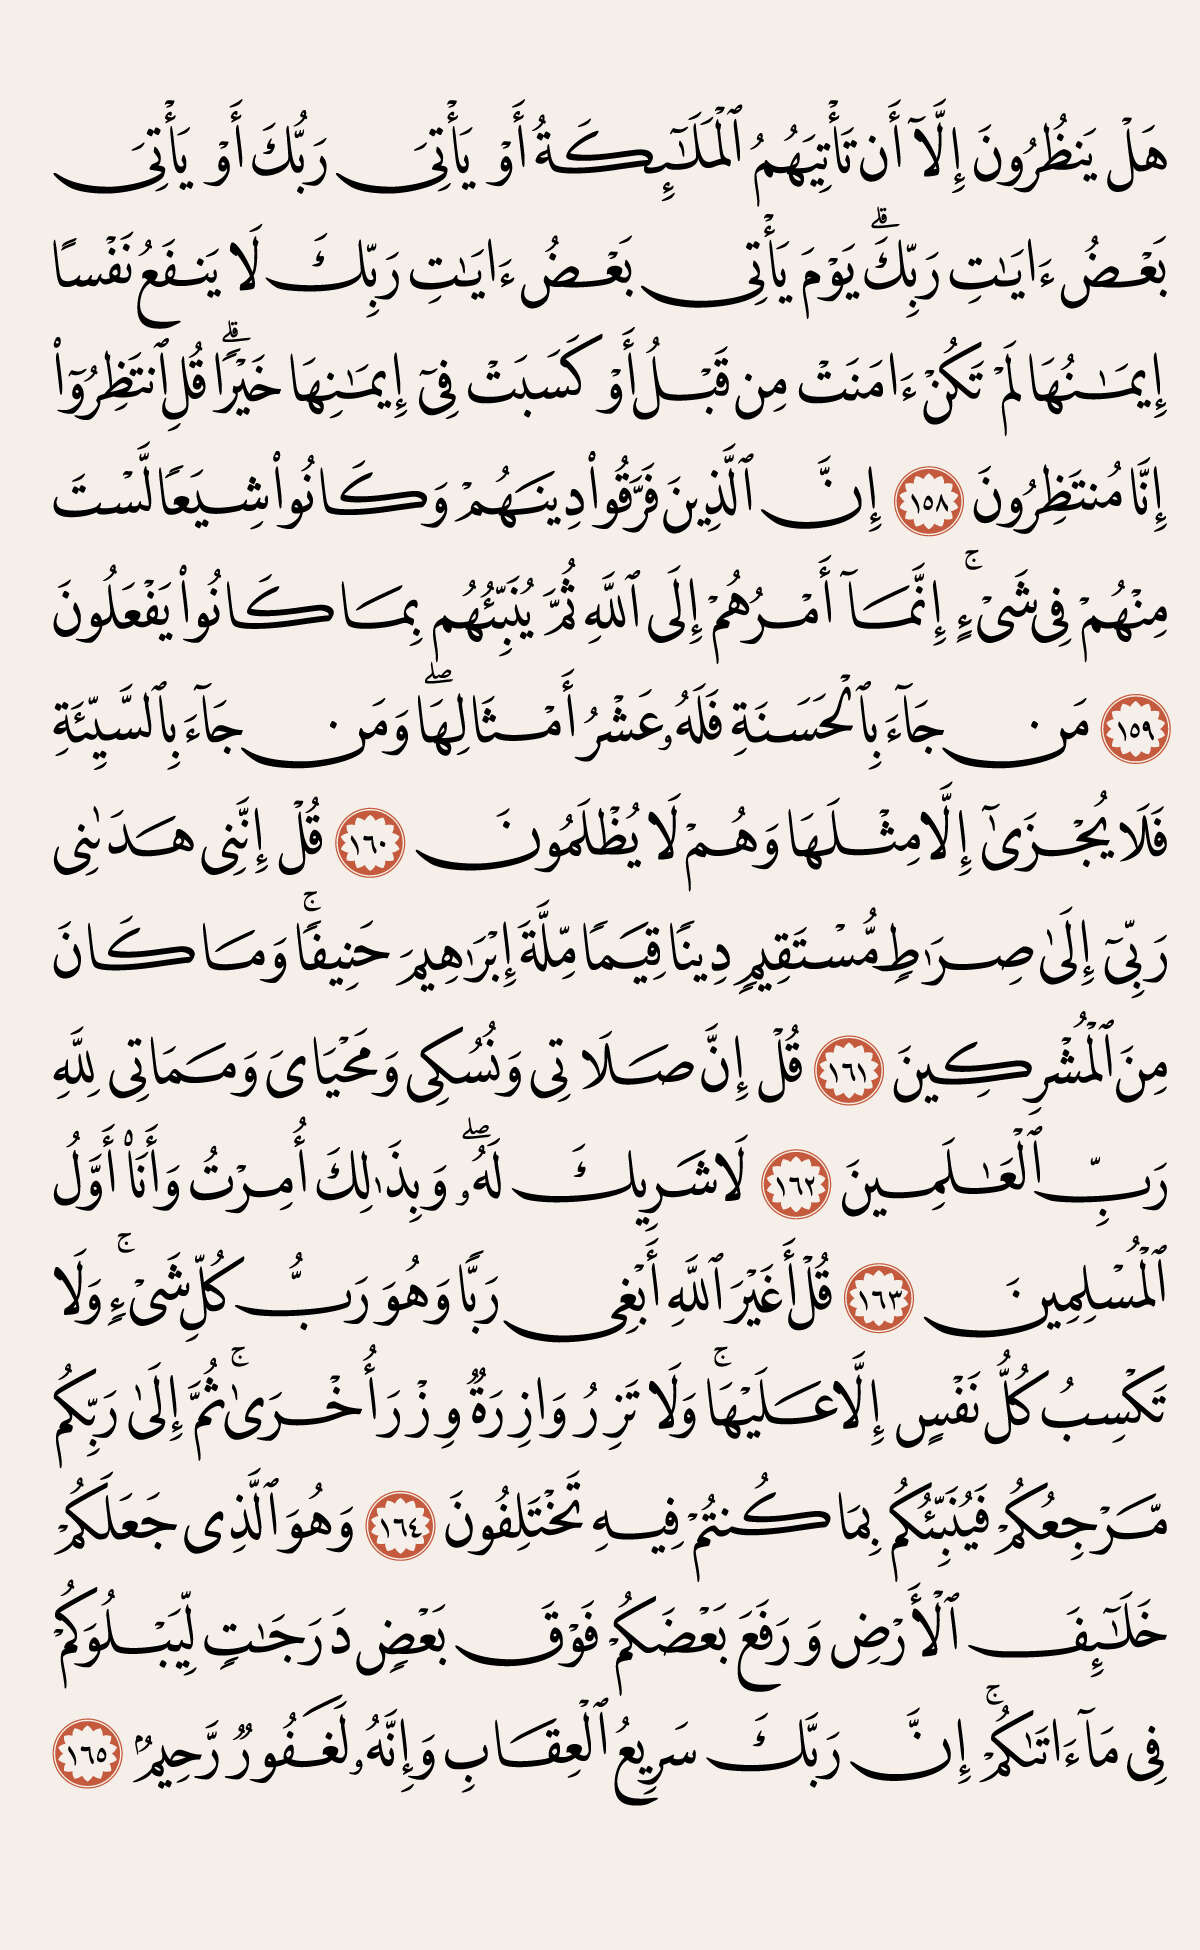 هَلْ يَنظُرُونَ إِلَّآ أَن تَأْتِيَهُمُ ٱلْمَلَـٰٓئِكَةُ أَوْ يَأْتِىَ رَبُّكَ أَوْ يَأْتِىَ
بَعْضُ ءَايَـٰتِ رَبِّكَ ۗ يَوْمَ يَأْتِى بَعْضُ ءَايَـٰتِ رَبِّكَ لَا يَنفَعُ نَفْسًا
إِيمَـٰنُهَا لَمْ تَكُنْ ءَامَنَتْ مِن قَبْلُ أَوْ كَسَبَتْ فِىٓ إِيمَـٰنِهَا خَيْرًا ۗ قُلِ ٱنتَظِرُوٓا۟
إِنَّا مُنتَظِرُونَ ١٥٨ إِنَّ ٱلَّذِينَ فَرَّقُوا۟ دِينَهُمْ وَكَانُوا۟ شِيَعًا لَّسْتَ
مِنْهُمْ فِى شَىْءٍ ۚ إِنَّمَآ أَمْرُهُمْ إِلَى ٱللَّهِ ثُمَّ يُنَبِّئُهُم بِمَا كَانُوا۟ يَفْعَلُونَ
١٥٩ مَن جَآءَ بِٱلْحَسَنَةِ فَلَهُۥ عَشْرُ أَمْثَالِهَا ۖ وَمَن جَآءَ بِٱلسَّيِّئَةِ
فَلَا يُجْزَىٰٓ إِلَّا مِثْلَهَا وَهُمْ لَا يُظْلَمُونَ ١٦٠ قُلْ إِنَّنِى هَدَىٰنِى
رَبِّىٓ إِلَىٰ صِرَٰطٍ مُّسْتَقِيمٍ دِينًا قِيَمًا مِّلَّةَ إِبْرَٰهِيمَ حَنِيفًا ۚ وَمَا كَانَ
مِنَ ٱلْمُشْرِكِينَ ١٦١ قُلْ إِنَّ صَلَاتِى وَنُسُكِى وَمَحْيَاىَ وَمَمَاتِى لِلَّهِ
رَبِّ ٱلْعَـٰلَمِينَ ١٦٢ لَا شَرِيكَ لَهُۥ ۖ وَبِذَٰلِكَ أُمِرْتُ وَأَنَا۠ أَوَّلُ
ٱلْمُسْلِمِينَ ١٦٣ قُلْ أَغَيْرَ ٱللَّهِ أَبْغِى رَبًّا وَهُوَ رَبُّ كُلِّ شَىْءٍ ۚ وَلَا
تَكْسِبُ كُلُّ نَفْسٍ إِلَّا عَلَيْهَا ۚ وَلَا تَزِرُ وَازِرَةٌ وِزْرَ أُخْرَىٰ ۚ ثُمَّ إِلَىٰ رَبِّكُم
مَّرْجِعُكُمْ فَيُنَبِّئُكُم بِمَا كُنتُمْ فِيهِ تَخْتَلِفُونَ ١٦٤ وَهُوَ ٱلَّذِى جَعَلَكُمْ
خَلَـٰٓئِفَ ٱلْأَرْضِ وَرَفَعَ بَعْضَكُمْ فَوْقَ بَعْضٍ دَرَجَـٰتٍ لِّيَبْلُوَكُمْ
فِى مَآ ءَاتَىٰكُمْ ۚ إِنَّ رَبَّكَ سَرِيعُ ٱلْعِقَابِ وَإِنَّهُۥ لَغَفُورٌ رَّحِيمٌۢ ١٦٥